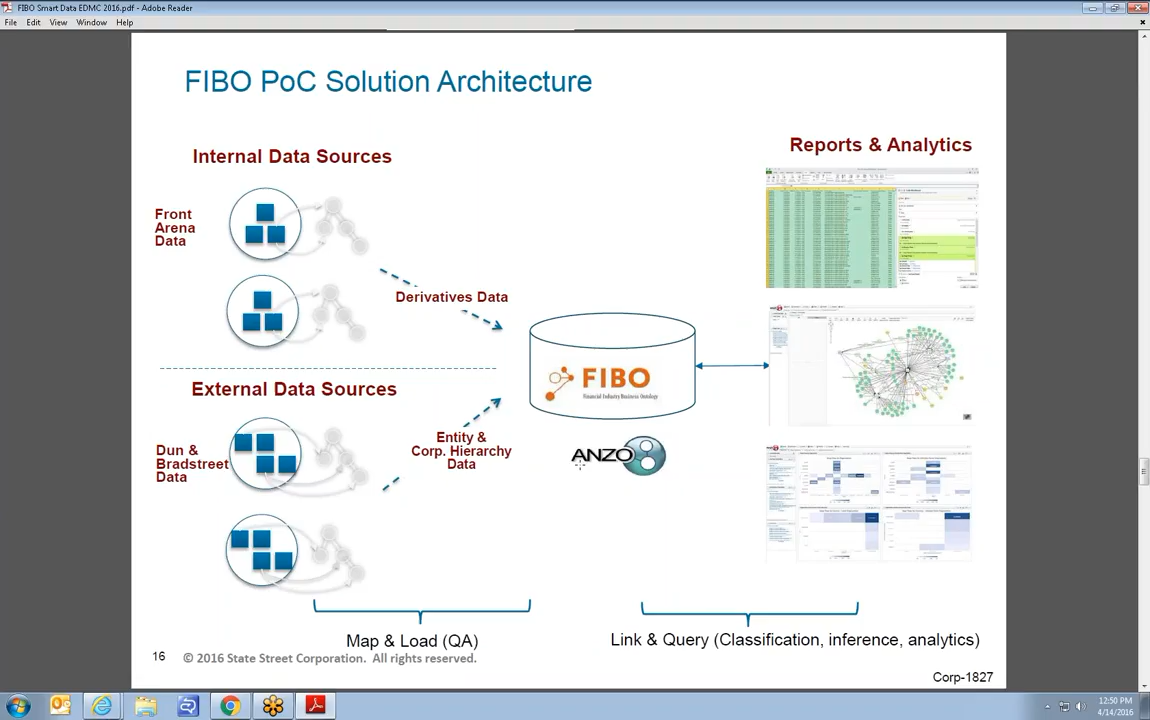 FIBO Smart Data EDMC 2016.pdf - Adobe Reader
File Edit View Window Help
FIBO PoC Solution Architecture
Internal Data Sources
Reports & Analytics
Front
Arena
Data
Derivatives Data
External Data Sources
FIBO
Financial Industry Business Ontology
Dun &
Bradstreet
Data
Entity &
Corp. Hierarchy
Data
ANZO
Map & Load (QA)
Link & Query (Classification, inference, analytics)
16 © 2016 State Street Corporation. All rights reserved.
Corp-1827
12:50 PM
4/14/2016